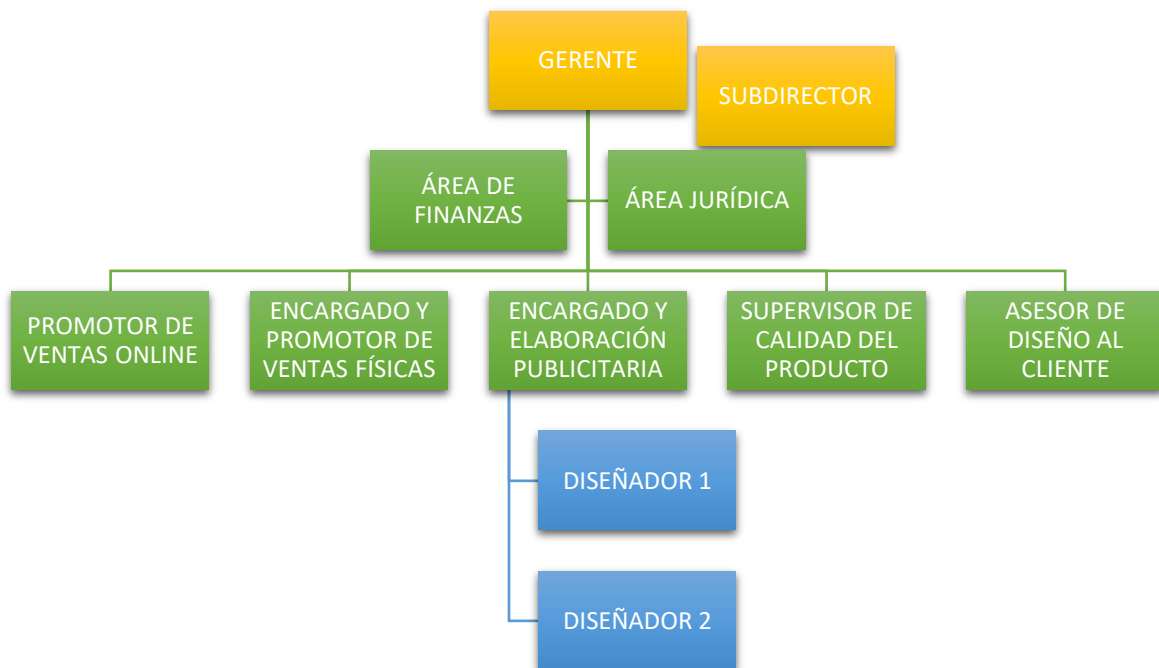 GERENTE
SUBDIRECTOR
ÁREA DE
FINANZAS
ÁREA JURÍDICA
PROMOTOR DE
VENTAS ONLINE
ENCARGADO Y
PROMOTOR DE
VENTAS FÍSICAS
ENCARGADO Y
ELABORACIÓN
PUBLICITARIA
SUPERVISOR DE
CALIDAD DEL
PRODUCTO
ASESOR DE
DISEÑO AL
CLIENTE
DISEÑADOR 1
DISEÑADOR 2